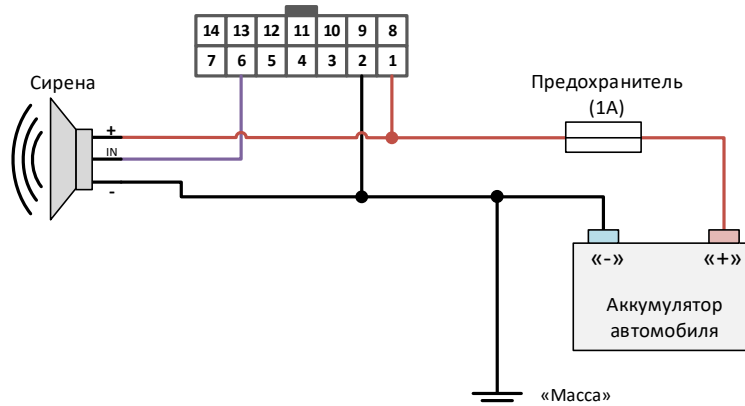 14 13 12 11 10 9 8
7 6 5 4 3 2 1
Сирена
+
IN
-
Предохранитель
(1А)
«-» «+»
Аккумулятор
автомобиля
«Масса»